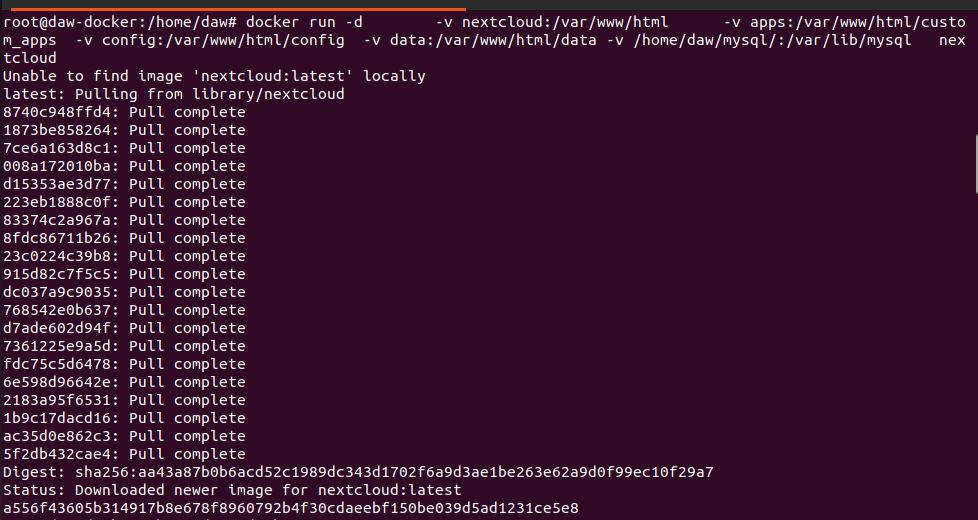 root@daw-docker:/home/daw# docker run -d        -v nextcloud:/var/www/html      -v apps:/var/www/html/custo
m_apps  -v config:/var/www/html/config  -v data:/var/www/html/data -v /home/daw/mysql/:/var/lib/mysql   nex
tcloud
Unable to find image 'nextcloud:latest' locally
latest: Pulling from library/nextcloud
8740c948ffd4: Pull complete
1873be858264: Pull complete
7ce6a163d8c1: Pull complete
008a172010ba: Pull complete
d15353ae3d77: Pull complete
223eb1888c0f: Pull complete
83374c2a967a: Pull complete
8fdc86711b26: Pull complete
23c0224c39b8: Pull complete
915d82c7f5c5: Pull complete
dc037a9c9035: Pull complete
768542e0b637: Pull complete
d7ade602d94f: Pull complete
7361225e9a5d: Pull complete
fdc75c5d6478: Pull complete
6e598d96642e: Pull complete
2183a95f6531: Pull complete
1b9c17dacd16: Pull complete
ac35d0e862c3: Pull complete
5f2db432cae4: Pull complete
Digest: sha256:aa43a87b0b6acd52c1989dc343d1702f6a9d3ae1be263e62a9d0f99ec10f29a7
Status: Downloaded newer image for nextcloud:latest
a556f43605b314917b8e678f8960792b4f30cdaeebf150be039d5ad1231ce5e8